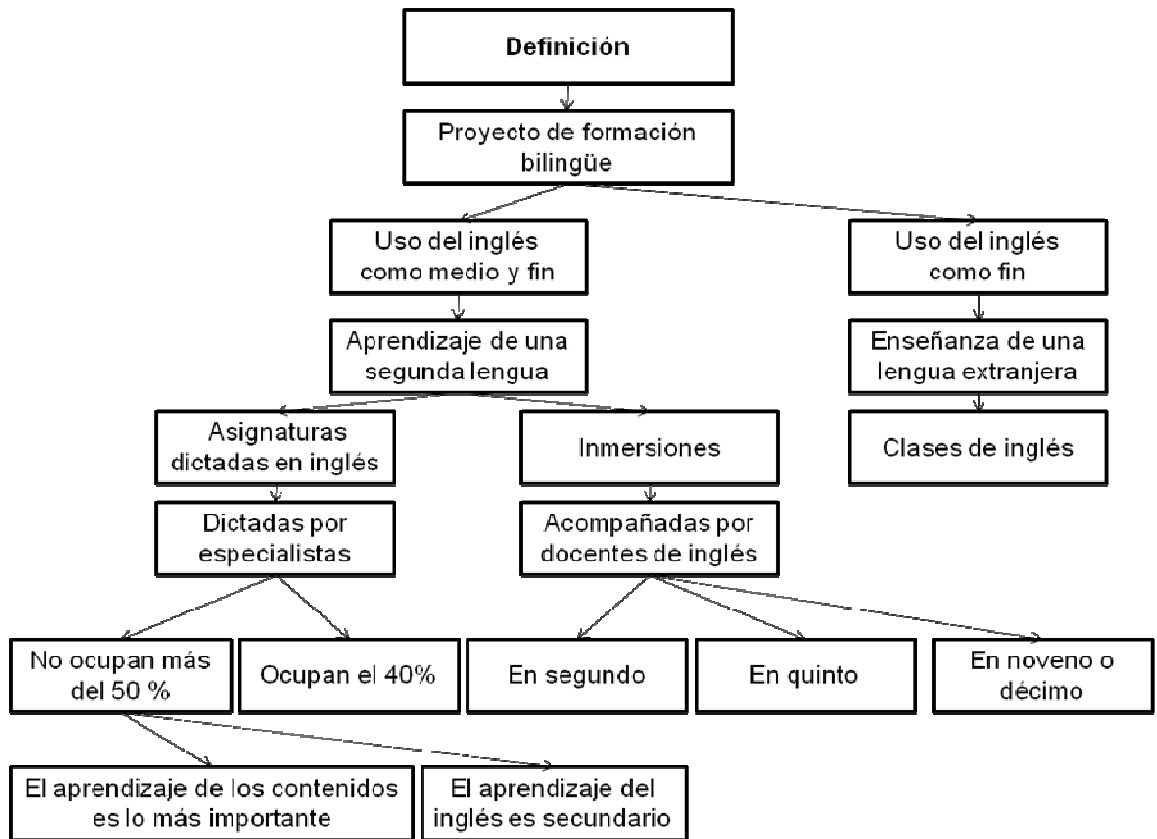 Definición
Proyecto de formación
bilingüe
Uso del inglés
como medio y fin
Uso del inglés
como fin
Aprendizaje de una
segunda lengua
Enseñanza de una
lengua extranjera
Asignaturas
dictadas en inglés
Inmersiones
Clases de inglés
Dictadas por
especialistas
Acompañadas por
docentes de inglés
No ocupan más
del 50 %
Ocupan el 40%
En segundo
En quinto
En noveno o
décimo
El aprendizaje de los contenidos
es lo más importante
El aprendizaje del
inglés es secundario